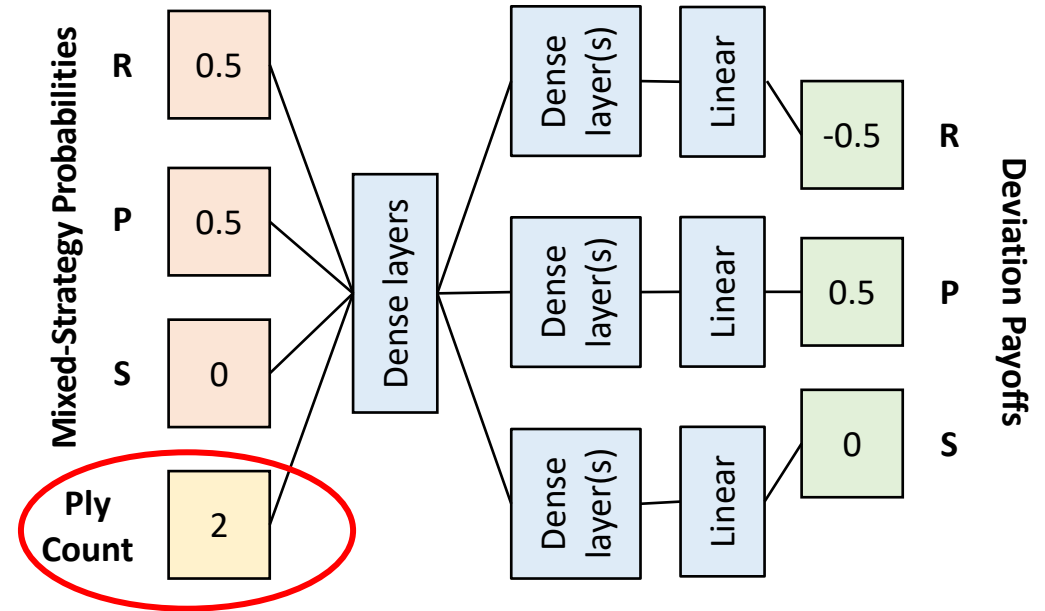 Mixed-Strategy Probabilities
R
0.5
P
0.5
S
0
Ply
Count
2
Dense layers
Dense
layer(s)
Linear
-0.5
R
Dense
layer(s)
Linear
0.5
P
Dense
layer(s)
Linear
0
S
Deviation Payoffs